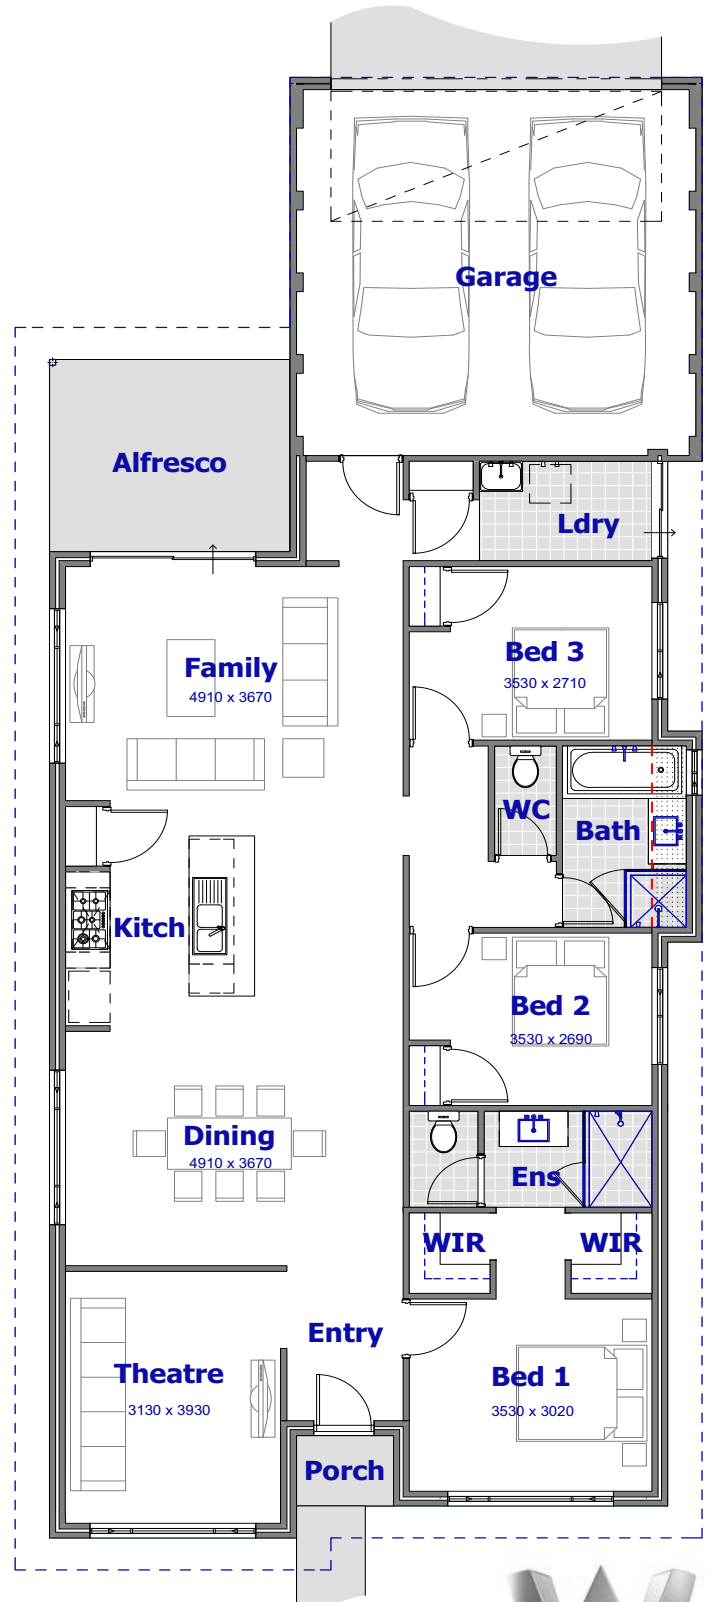 Garage
Alfresco
Ldry
Bed 3
3530 x 2710
Family
4910 x 3670
WC
Bath
Kitch
Bed 2
3530 x 2690
Dining
4910 x 3670
Ens
WIR
WIR
Entry
Theatre
3130 x 3930
Bed 1
3530 x 3020
Porch